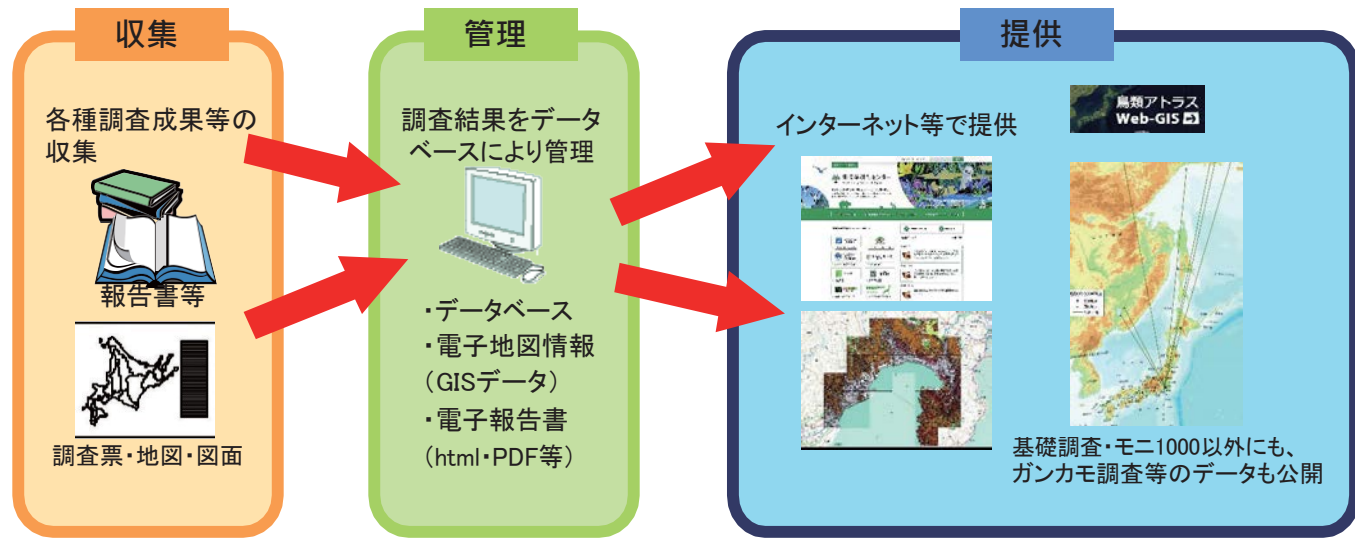 収集
各種調査成果等の
収集
報告書等
調査票・地図・図面
管理
調査結果をデータ
ベースにより管理
・データベース
・電子地図情報
(GISデータ)
・電子報告書
(html・PDF等)
提供
インターネット等で提供
鳥類アトラス
Web-GIS
基礎調査・モニ1000以外にも、
ガンカモ調査等のデータも公開